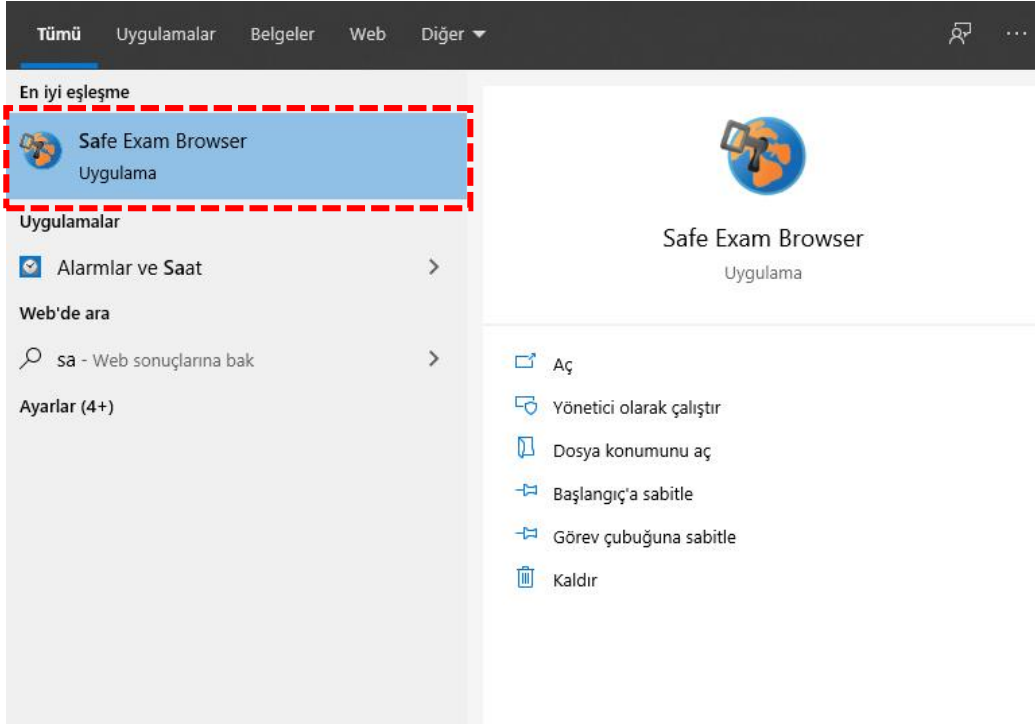 Tümü Uygulamalar Belgeler Web Diğer
En iyi eşleşme
Safe Exam Browser
Uygulama
Uygulamalar
Alarmlar ve Saat
Web'de ara
sa - Web sonuçlarına bak
Ayarlar (4+)
Safe Exam Browser
Uygulama
Aç
Yönetici olarak çalıştır
Dosya konumunu aç
Başlangıç'a sabitle
Görev çubuğuna sabitle
Kaldır